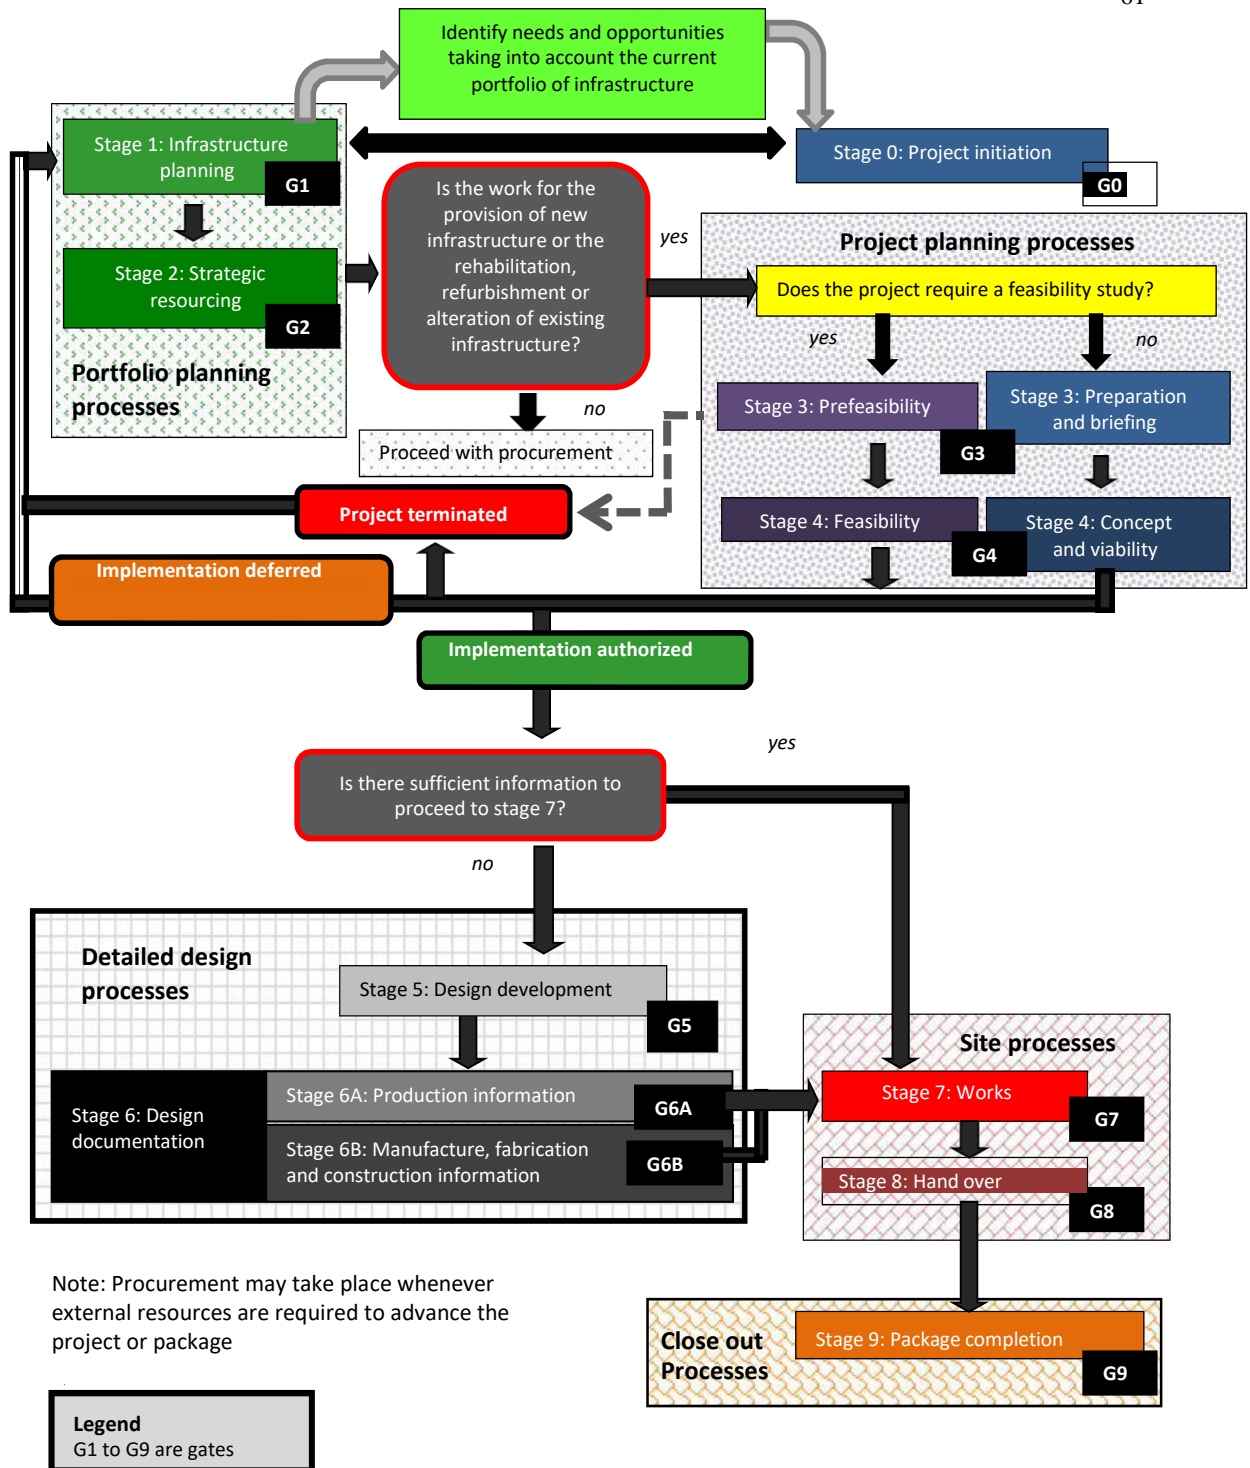 Identify needs and opportunities
taking into account the current
portfolio of infrastructure
Stage 1: Infrastructure
planning
G1
Stage 0: Project initiation
G0
Is the work for the
provision of new
infrastructure or the
rehabilitation,
refurbishment or
alteration of existing
infrastructure?
yes
no
Stage 2: Strategic
resourcing
G2
Portfolio planning
processes
Project planning processes
Does the project require a feasibility study?
yes
no
Stage 3: Prefeasibility
Stage 3: Preparation
and briefing
G3
Stage 4: Feasibility
Stage 4: Concept
and viability
G4
Proceed with procurement
Project terminated
Implementation deferred
Implementation authorized
Is there sufficient information to
proceed to stage 7?
yes
no
Detailed design
processes
Stage 5: Design development
G5
Stage 6: Design
documentation
Stage 6A: Production information
G6A
Stage 6B: Manufacture, fabrication
and construction information
G6B
Site processes
Stage 7: Works
G7
Stage 8: Hand over
G8
Note: Procurement may take place whenever
external resources are required to advance the
project or package
Close out
Processes
Stage 9: Package completion
G9
Legend
G1 to G9 are gates